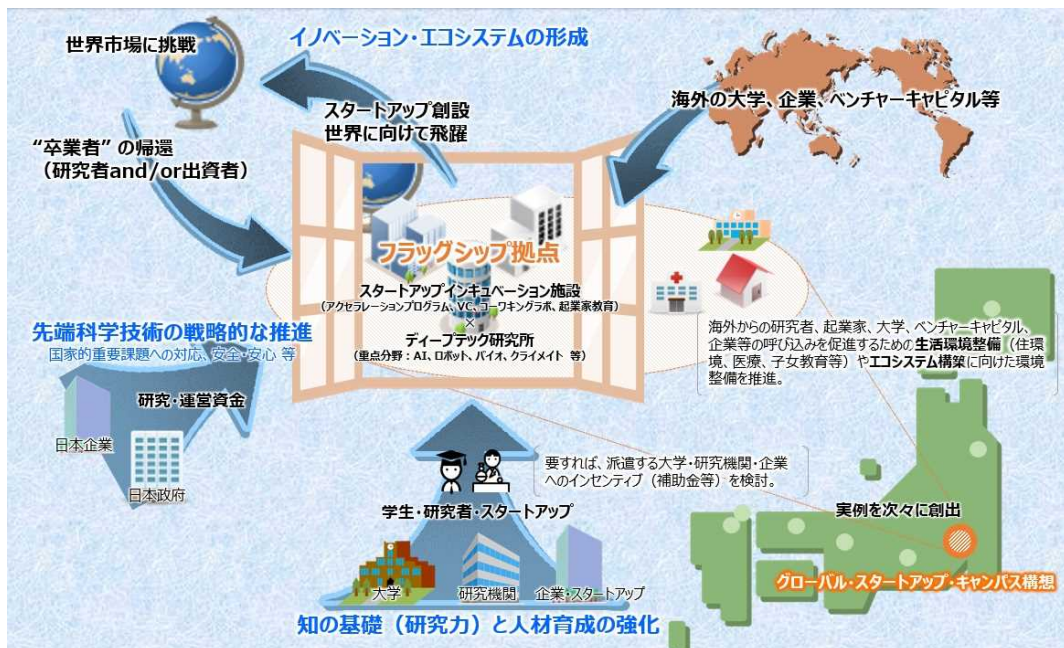 世界市場に挑戦
イノベーション・エコシステムの形成
スタートアップ創設
世界に向けて飛躍
海外の大学、企業、ベンチャーキャピタル等
“卒業者” の帰還
（研究者and/or出資者）
フラッグシップ拠点
スタートアップインキュベーション施設
（アクセラレーションプログラム、VC、コーワキングラボ、起業家教育）
×
ディープテック研究所
（重点分野：AI、ロボット、バイオ、クライメイト 等）
先端科学技術の戦略的な推進
国家的重要課題への対応、安全・安心 等
研究・運営資金
日本企業
日本政府
海外からの研究者、起業家、大学、ベンチャーキャピタル、
企業等の呼び込みを促進するための生活環境整備（住環
境、医療、子女教育等）やエコシステム構築に向けた環境
整備を推進。
要すれば、派遣する大学・研究機関・企業
へのインセンティブ（補助金等）を検討。
学生・研究者・スタートアップ
大学
研究機関
企業・スタートアップ
知の基礎（研究力）と人材育成の強化
実例を次々に創出
グローバル・スタートアップ・キャンパス構想